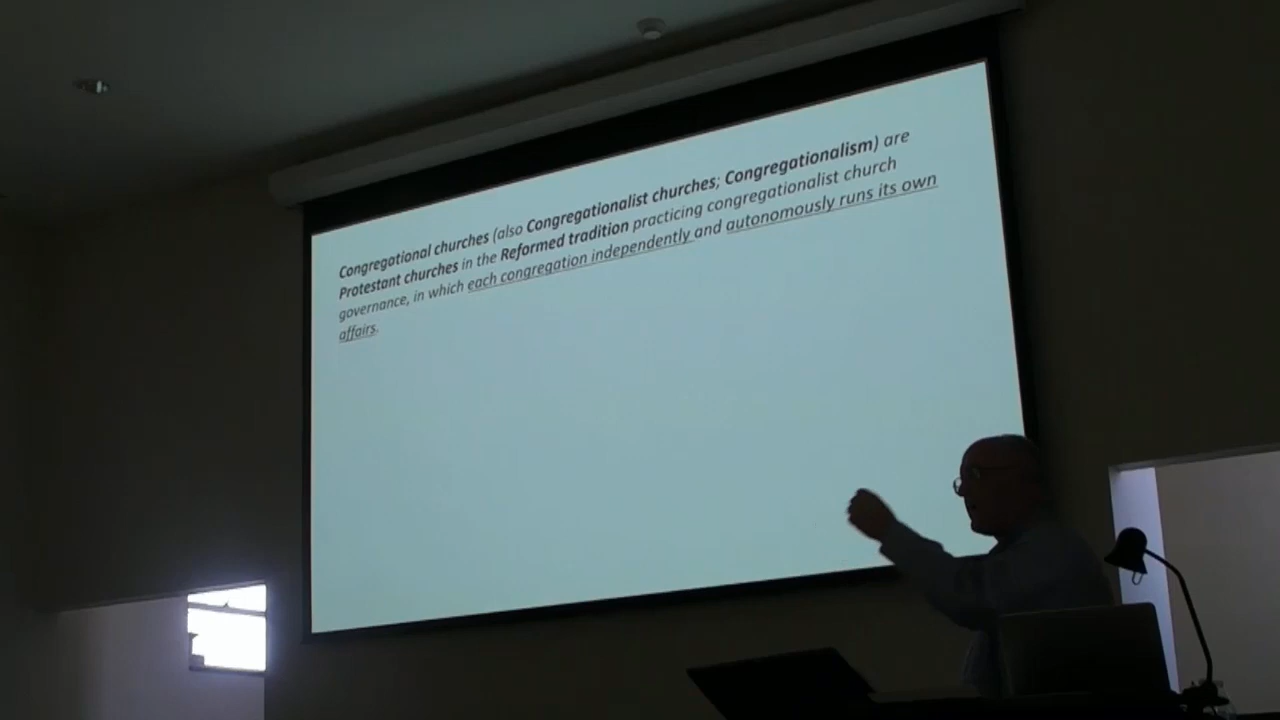 Congregational churches (also Congregationalist churches; Congregationalism) are
Protestant churches in the Reformed tradition practicing congregationalist church
governance, in which each congregation independently and autonomously runs its own
affairs.